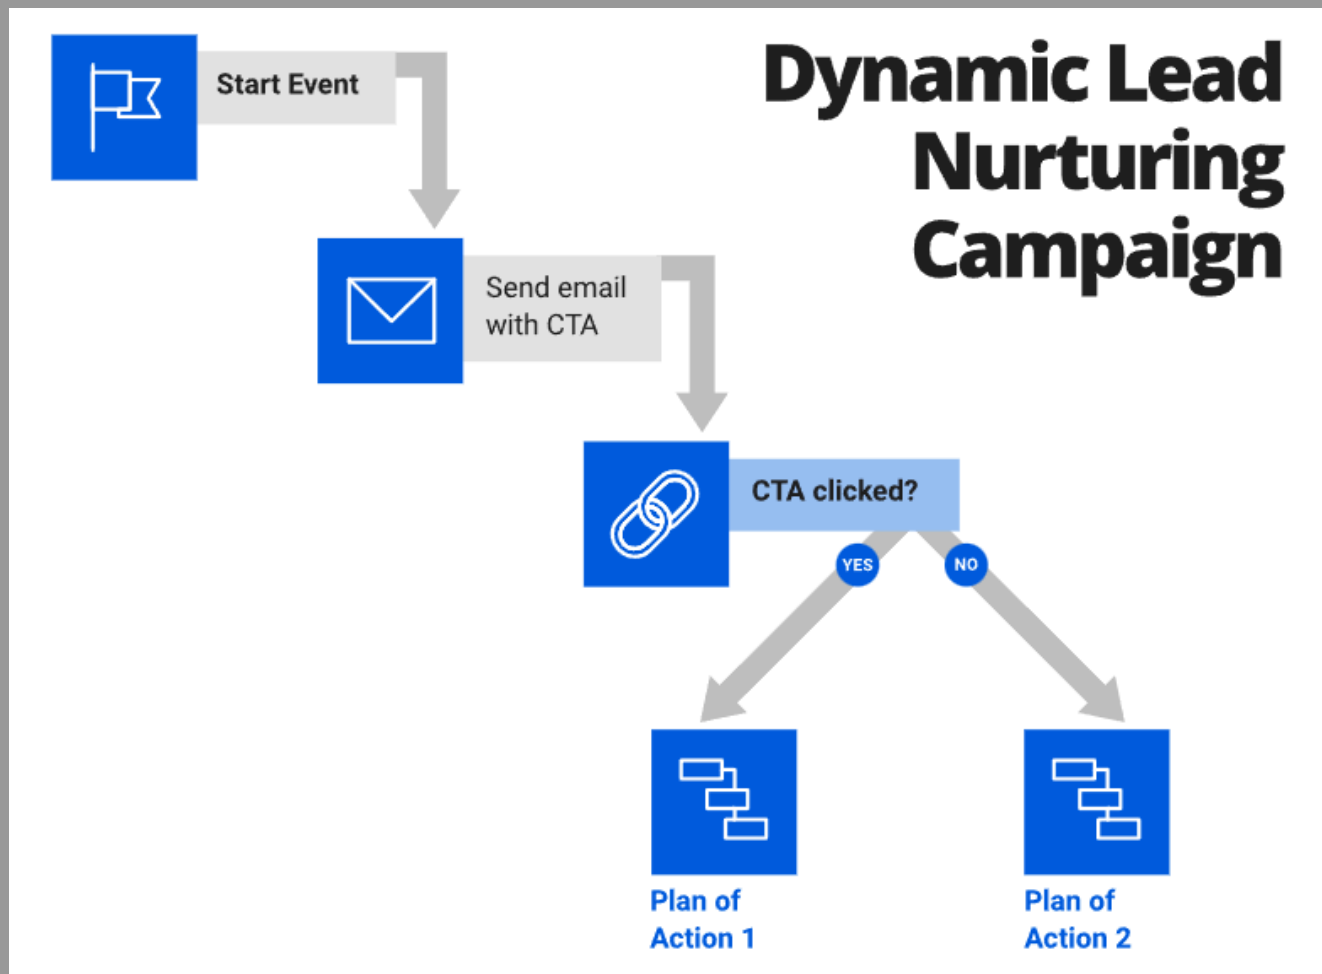 Dynamic Lead
Nurturing
Campaign
Start Event
Send email
with CTA
CTA clicked?
YES
NO
Plan of
Action 1
Plan of
Action 2